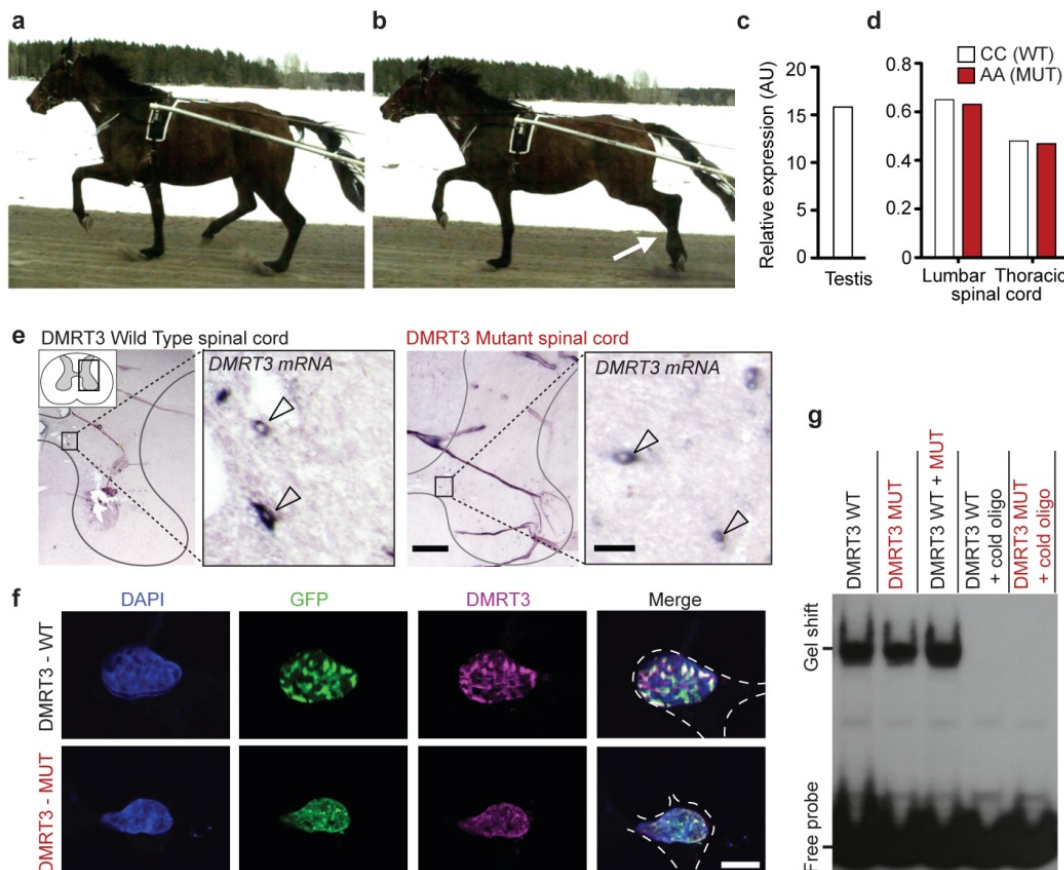 a
b
c
d
Relative expression (AU)
20
15
10
5
0
Testis
CC (WT)
AA (MUT)
0.8
0.6
0.4
0.2
0
Lumbar Thoracic
spinal cord
e
DMRT3 Wild Type spinal cord
DMRT3 Mutant spinal cord
DMRT3 mRNA
DMRT3 mRNA
f
DAPI
GFP
DMRT3
Merge
DMRT3 - WT
DMRT3 - MUT
g
DMRT3 WT
DMRT3 MUT
DMRT3 WT + MUT
DMRT3 WT
+ cold oligo
DMRT3 MUT
+ cold oligo
Gel shift
Free probe